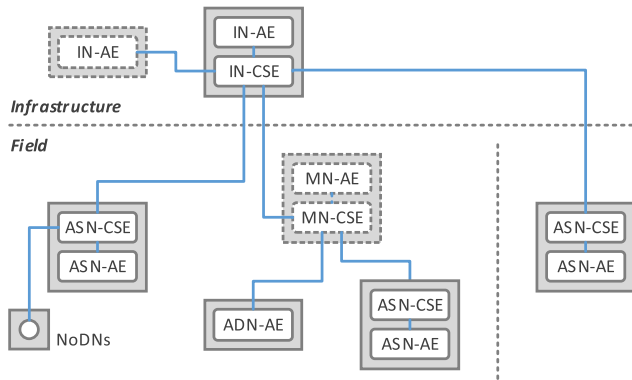 IN-AE
IN-AE
IN-CSE
Infrastructure
Field
MN-AE
MN-CSE
ASN-CSE
ASN-AE
ASN-CSE
ASN-AE
NoDNs
ADN-AE
ASN-CSE
ASN-AE